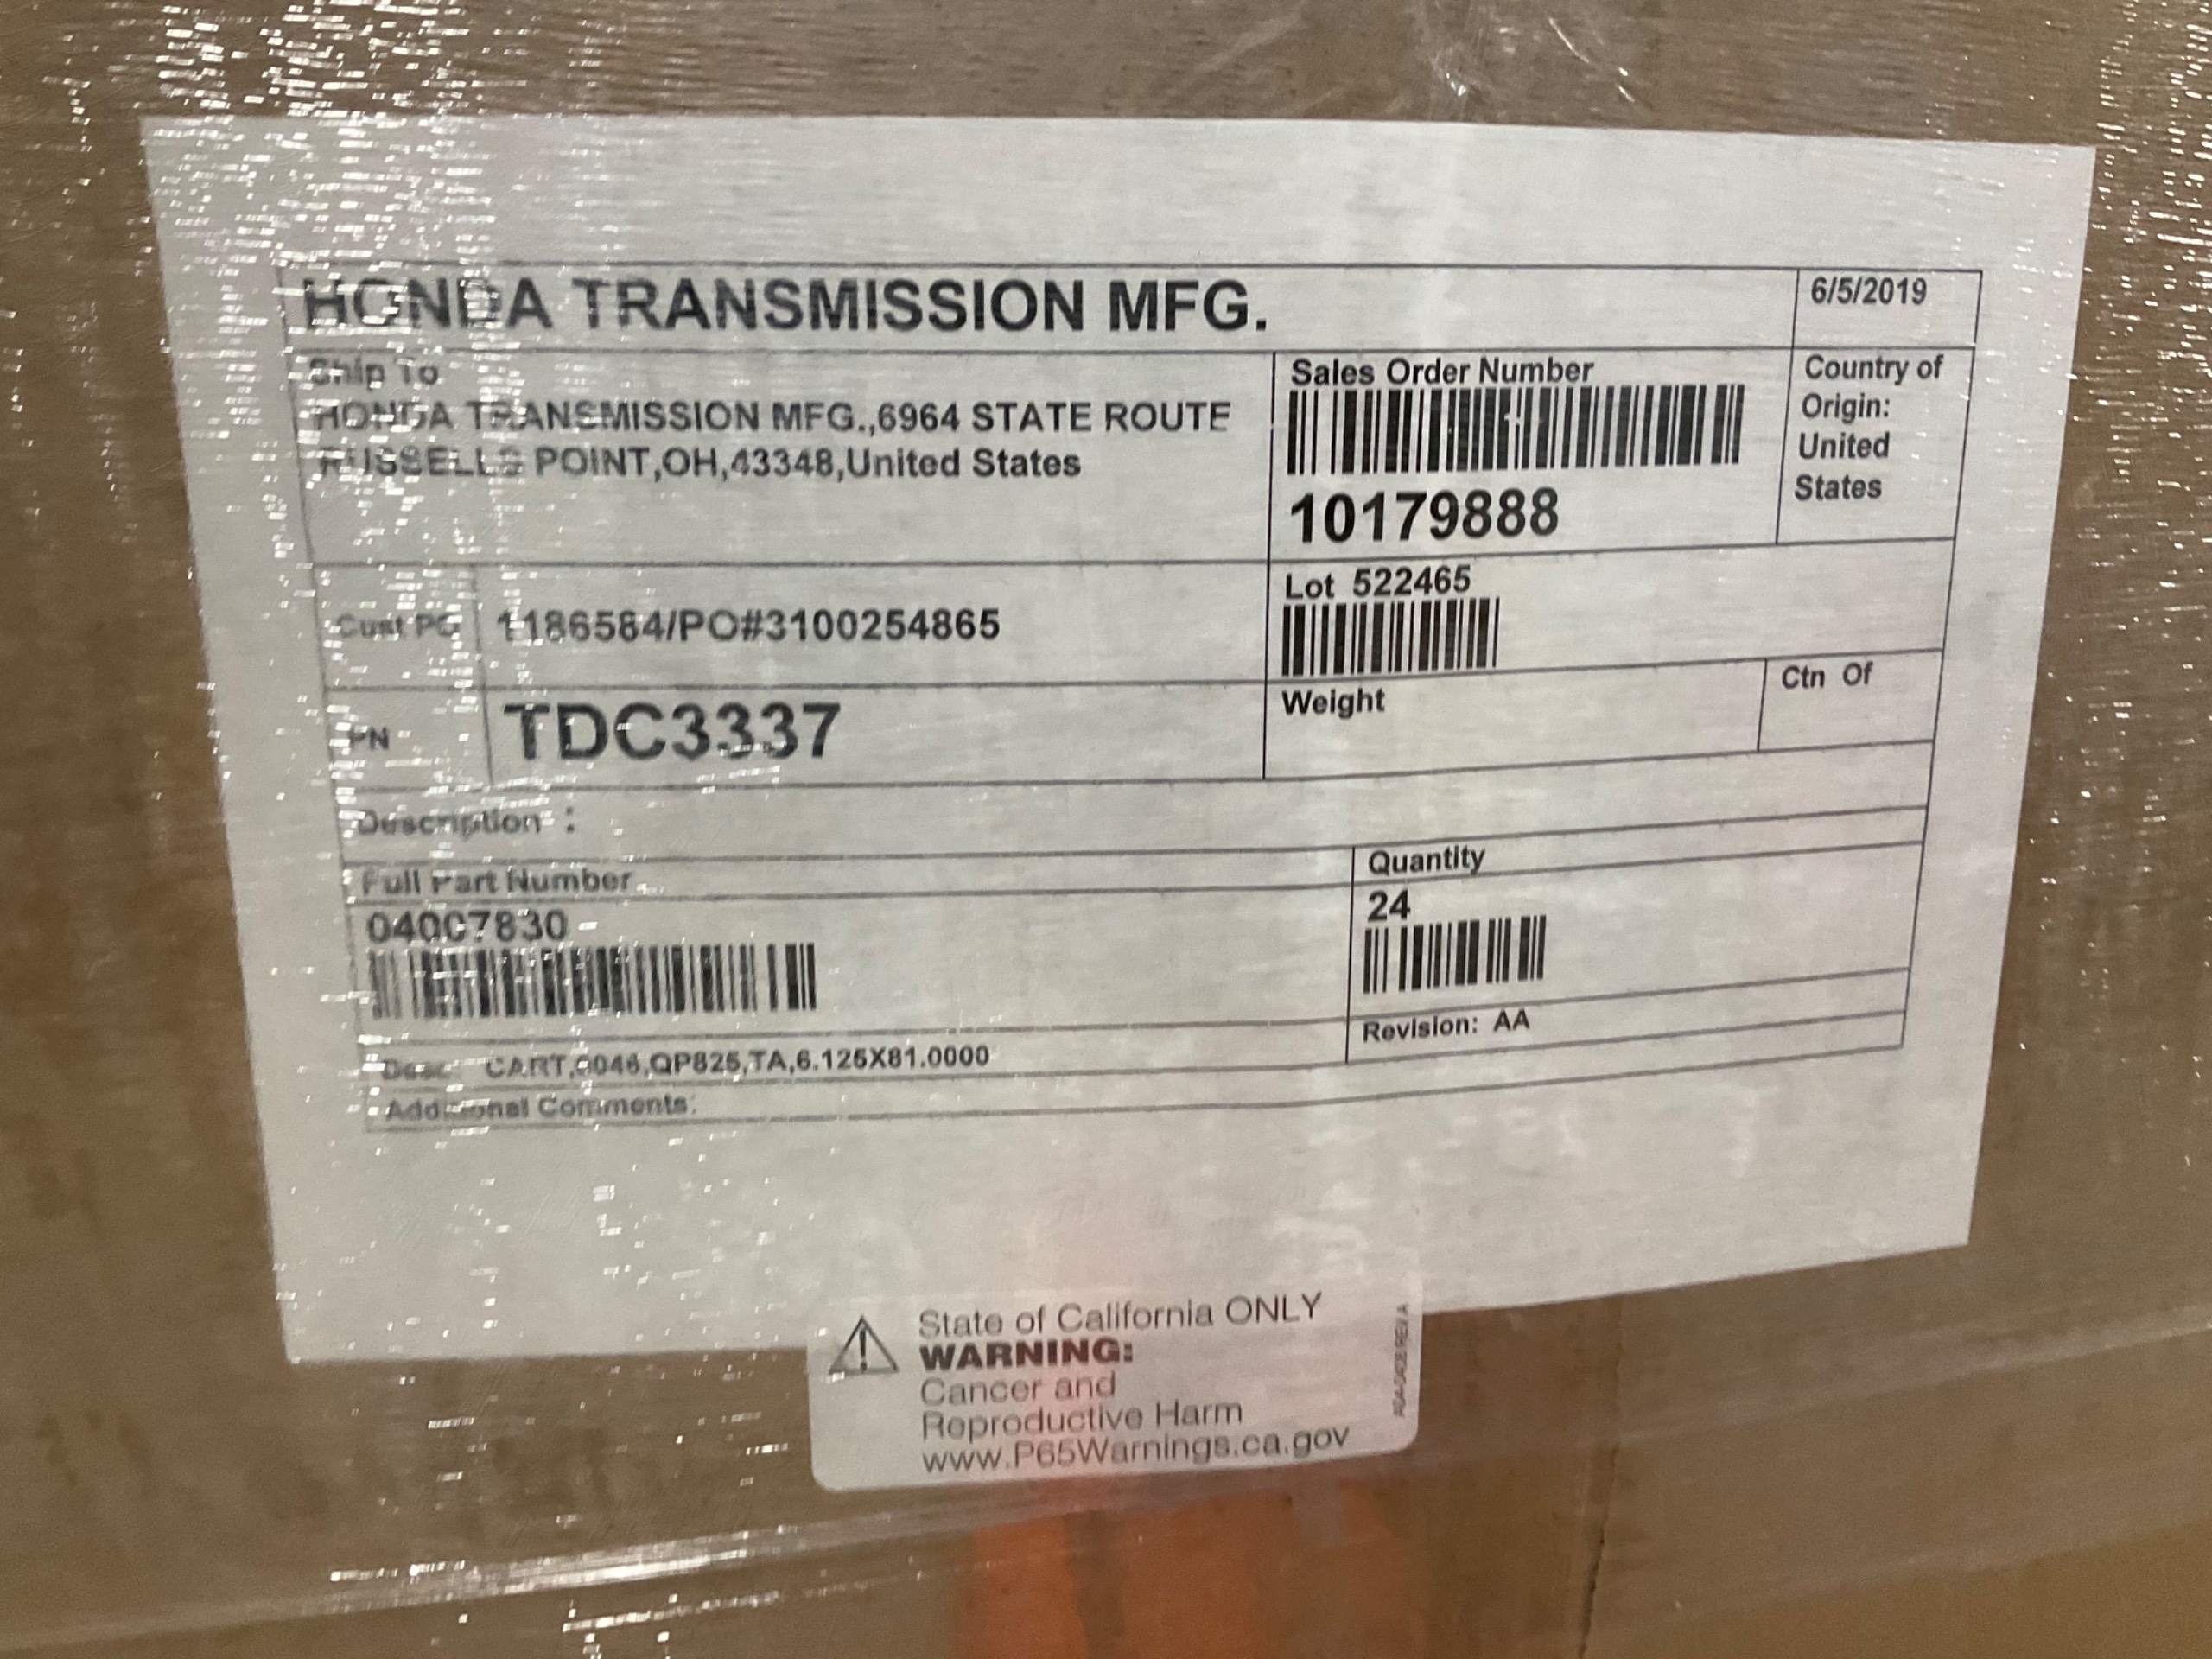 HONDA TRANSMISSION MFG.
6/5/2019
Ship To
HONDA TRANSMISSION MFG.,6964 STATE ROUTE
RUSSELLS POINT,OH,43348,United States
Sales Order Number
10179888
Country of
Origin:
United
States
Cust PO
1186584/PO#3100254865
Lot 522465
PN
TDC3337
Weight
Ctn Of
Description :
Full Part Number
04007830
Quantity
24
Revision: AA
Desc CART,0046,QP825,TA,6.125X81.0000
Additional Comments:
State of California ONLY
WARNING:
Cancer and
Reproductive Harm
www.P65Warnings.ca.gov